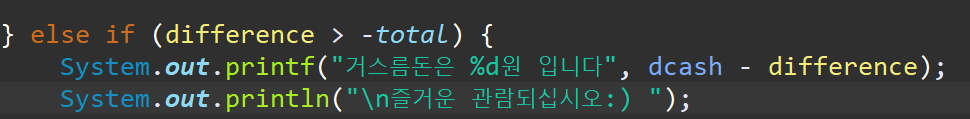 } else if (difference > -total) {
System.out.printf("거스름돈은 %d원 입니다", dcash - difference);
System.out.println("\n즐거운 관람되십시오:) ");